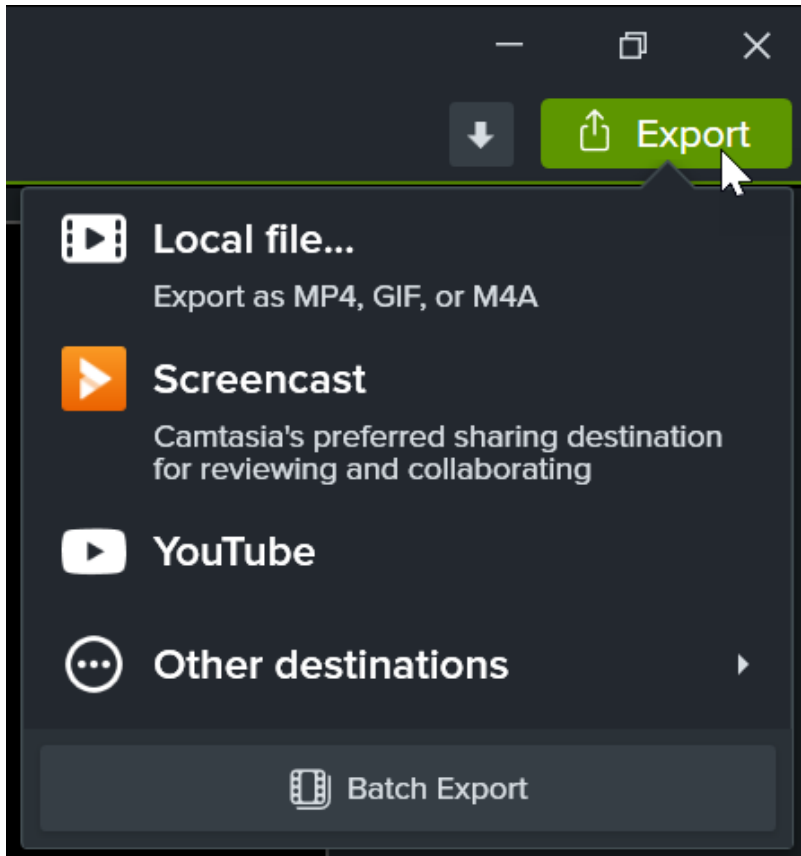 Export
Local file...
Export as MP4, GIF, or M4A
Screencast
Camtasia's preferred sharing destination
for reviewing and collaborating
YouTube
Other destinations
Batch Export